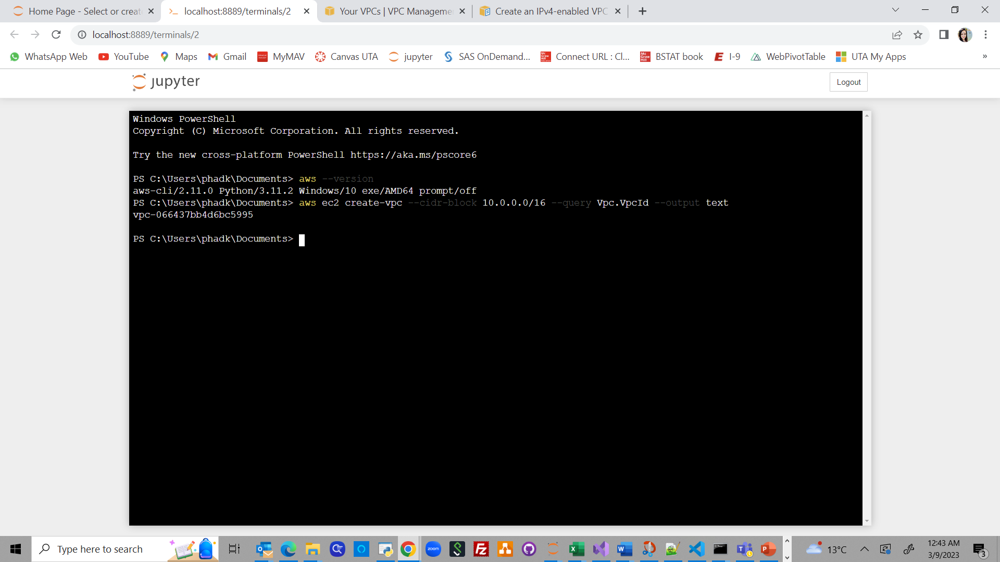 Home Page - Select or creat
localhost:8889/terminals/2
Your VPCs | VPC Manageme
Create an IPv4-enabled VPC
localhost:8889/terminals/2
WhatsApp Web
YouTube
Maps
Gmail
MyMAV
Canvas UTA
jupyter
SAS OnDemand...
Connect URL : Cl...
BSTAT book
I-9
WebPivotTable
UTA My Apps
»
jupyter
Logout
Windows PowerShell
Copyright (C) Microsoft Corporation. All rights reserved.
Try the new cross-platform PowerShell https://aka.ms/pscore6
PS C:\Users\phadk\Documents> aws --version
aws-cli/2.11.0 Python/3.11.2 Windows/10 exe/AMD64 prompt/off
PS C:\Users\phadk\Documents> aws ec2 create-vpc --cidr-block 10.0.0.0/16 --query Vpc.VpcId --output text
vpc-066437bb4d6bc5995
PS C:\Users\phadk\Documents>
Type here to search
zoom
13°C
12:43 AM
3/9/2023
3